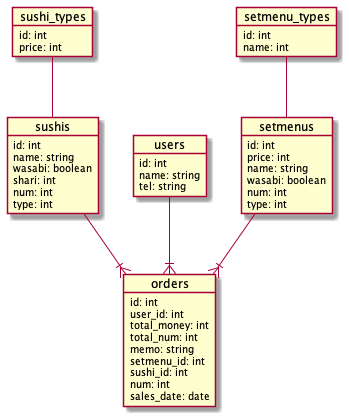 sushi_types
id: int
price: int
setmenu_types
id: int
name: int
sushis
id: int
name: string
wasabi: boolean
shari: int
num: int
type: int
users
id: int
name: string
tel: string
setmenus
id: int
price: int
name: string
wasabi: boolean
num: int
type: int
orders
id: int
user_id: int
total_money: int
total_num: int
memo: string
setmenu_id: int
sushi_id: int
num: int
sales_date: date